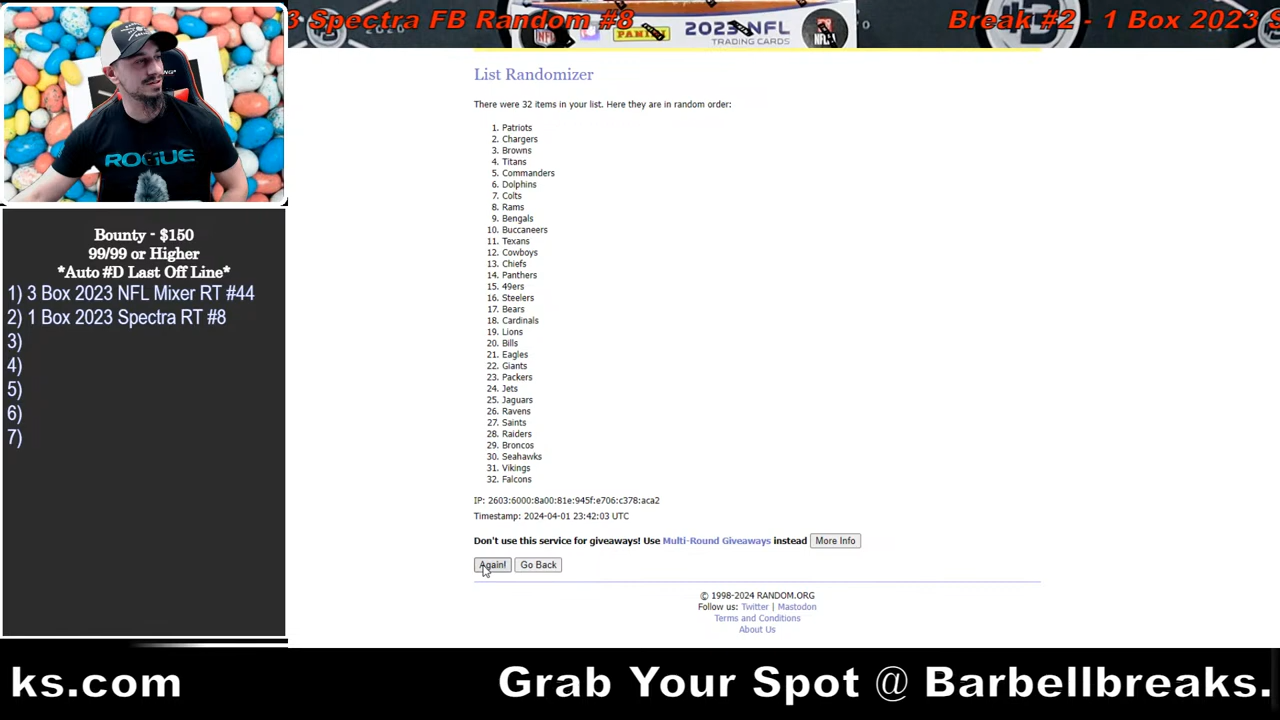 3 Spectra FB Random #8
Break #2 - 1 Box 2023 S
PANINI
2023 NFL
TRADING CARDS
NFL
ROGUE
Bounty - $150
99/99 or Higher
*Auto #D Last Off Line*
1) 3 Box 2023 NFL Mixer RT #44
2) 1 Box 2023 Spectra RT #8
3)
4)
5)
6)
7)
List Randomizer
There were 32 items in your list. Here they are in random order:
1. Patriots
2. Chargers
3. Browns
4. Titans
5. Commanders
6. Dolphins
7. Colts
8. Rams
9. Bengals
10. Buccaneers
11. Texans
12. Cowboys
13. Chiefs
14. Panthers
15. 49ers
16. Steelers
17. Bears
18. Cardinals
19. Lions
20. Bills
21. Eagles
22. Giants
23. Packers
24. Jets
25. Jaguars
26. Ravens
27. Saints
28. Raiders
29. Broncos
30. Seahawks
31. Vikings
32. Falcons
IP: 2603:6000:8a00:81e:945f:e706:c378:aca2
Timestamp: 2024-04-01 23:42:03 UTC
Don't use this service for giveaways! Use Multi-Round Giveaways instead More Info
Again! Go Back
© 1998-2024 RANDOM.ORG
Follow us: Twitter | Mastodon
Terms and Conditions
About Us
ks.com
Grab Your Spot @ Barbellbreaks.